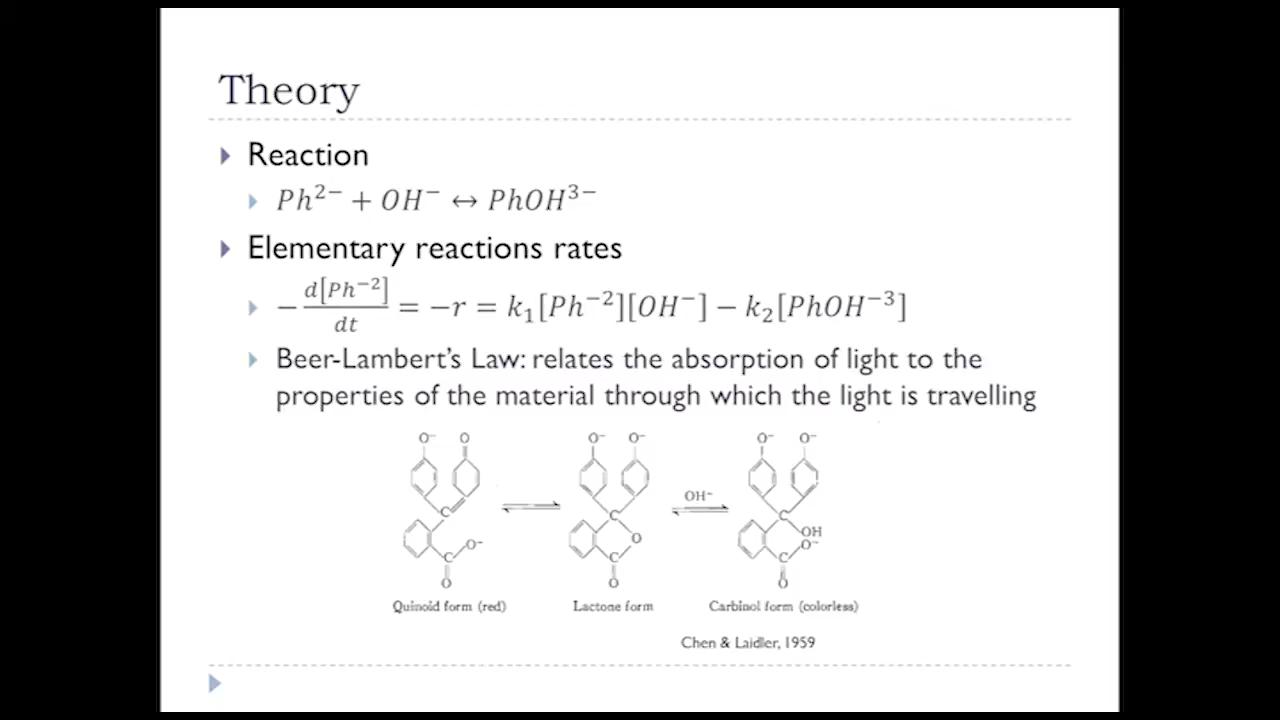 Theory
Reaction
Ph²⁻ + OH⁻ ↔ PhOH³⁻
Elementary reactions rates
− d[Ph⁻²]/dt = −r = k₁[Ph⁻²][OH⁻] − k₂[PhOH⁻³]
Beer-Lambert's Law: relates the absorption of light to the
properties of the material through which the light is travelling
O⁻ O O⁻ O⁻ O⁻ O⁻
OH⁻
C C C
OH
O⁻ O O⁻
C C C
O O O
Quinoid form (red) Lactone form Carbinol form (colorless)
Chen & Laidler, 1959